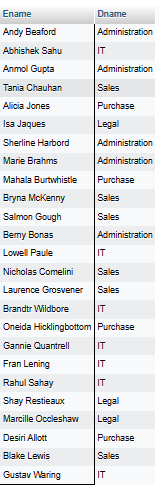 Ename Dname
Andy Beaford Administration
Abhishek Sahu IT
Anmol Gupta Administration
Tania Chauhan Sales
Alicia Jones Purchase
Isa Jaques Legal
Sherline Harbord Administration
Marie Brahms Administration
Mahala Burtwhistle Purchase
Bryna McKenny Sales
Salmon Gough Sales
Berny Bonas Administration
Lowell Paule IT
Nicholas Comelini Sales
Laurence Grosvener Sales
Brandtr Wildbore IT
Oneida Hicklingbottom Purchase
Gannie Quantrell IT
Fran Lening IT
Rahul Sahay IT
Shay Restieaux Legal
Marcille Occleshaw Legal
Desiri Allott Purchase
Blake Lewis Sales
Gustav Waring IT